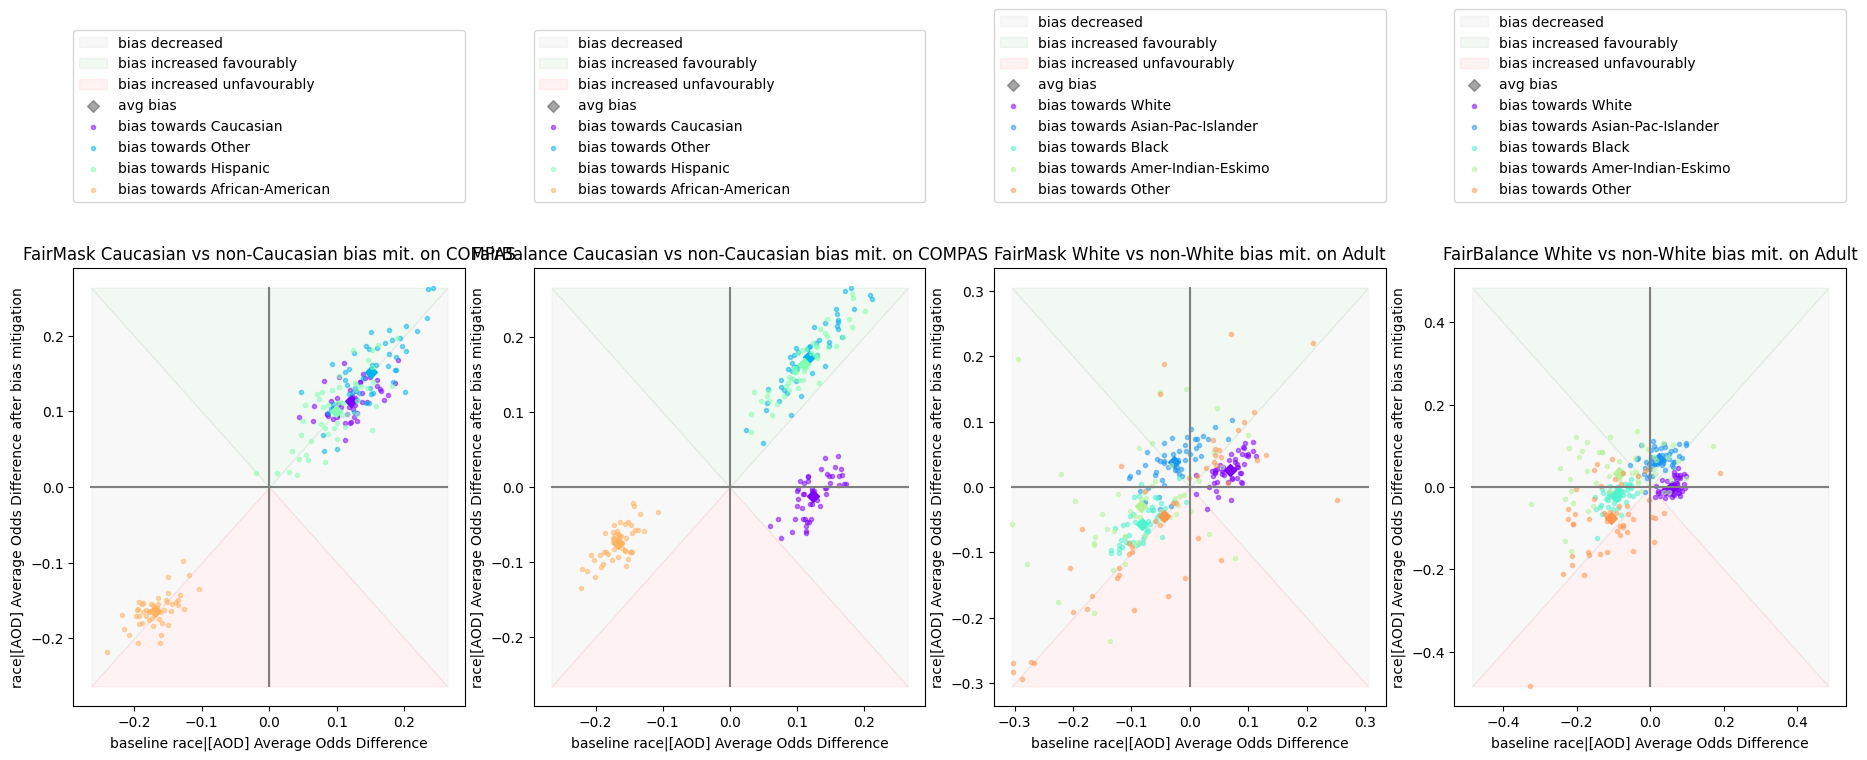 bias decreased
bias increased favourably
bias increased unfavourably
avg bias
bias towards Caucasian
bias towards Other
bias towards Hispanic
bias towards African-American
bias decreased
bias increased favourably
bias increased unfavourably
avg bias
bias towards Caucasian
bias towards Other
bias towards Hispanic
bias towards African-American
bias decreased
bias increased favourably
bias increased unfavourably
avg bias
bias towards White
bias towards Asian-Pac-Islander
bias towards Black
bias towards Amer-Indian-Eskimo
bias towards Other
bias decreased
bias increased favourably
bias increased unfavourably
avg bias
bias towards White
bias towards Asian-Pac-Islander
bias towards Black
bias towards Amer-Indian-Eskimo
bias towards Other
FairMask Caucasian vs non-Caucasian bias mit. on COMPAS
race|[AOD] Average Odds Difference after bias mitigation
0.2
0.1
0.0
−0.1
−0.2
−0.2
−0.1
0.0
0.1
0.2
baseline race|[AOD] Average Odds Difference
FairBalance Caucasian vs non-Caucasian bias mit. on COMPAS
race|[AOD] Average Odds Difference after bias mitigation
0.2
0.1
0.0
−0.1
−0.2
−0.2
−0.1
0.0
0.1
0.2
baseline race|[AOD] Average Odds Difference
FairMask White vs non-White bias mit. on Adult
race|[AOD] Average Odds Difference after bias mitigation
0.3
0.2
0.1
0.0
−0.1
−0.2
−0.3
−0.3
−0.2
−0.1
0.0
0.1
0.2
0.3
baseline race|[AOD] Average Odds Difference
FairBalance White vs non-White bias mit. on Adult
race|[AOD] Average Odds Difference after bias mitigation
0.4
0.2
0.0
−0.2
−0.4
−0.4
−0.2
0.0
0.2
0.4
baseline race|[AOD] Average Odds Difference